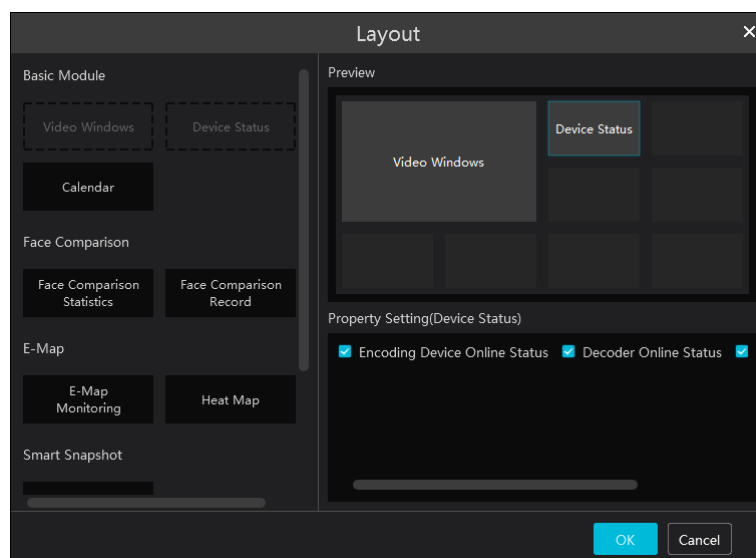 Layout
Basic Module
Video Windows
Device Status
Calendar
Face Comparison
Face Comparison
Statistics
Face Comparison
Record
E-Map
E-Map
Monitoring
Heat Map
Smart Snapshot
Preview
Video Windows
Device Status
Property Setting(Device Status)
Encoding Device Online Status
Decoder Online Status
OK
Cancel